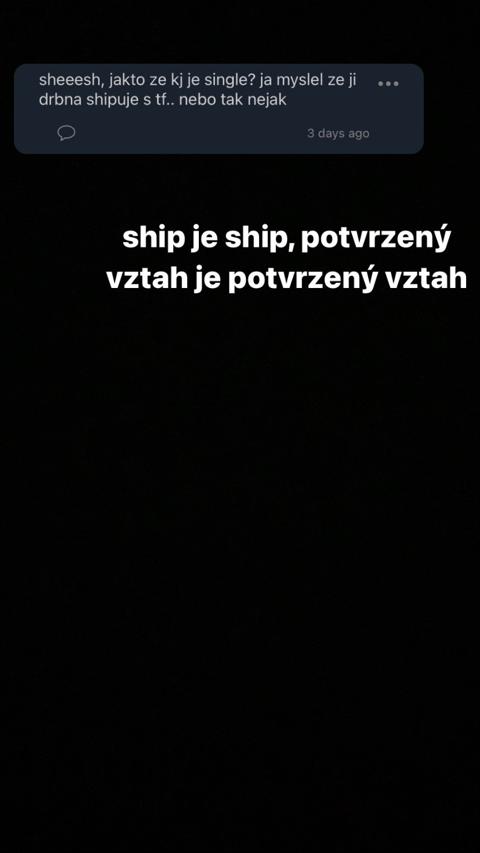 sheeesh, jakto ze kj je single? ja myslel ze ji
drbna shipuje s tf.. nebo tak nejak
3 days ago
ship je ship, potvrzený
vztah je potvrzený vztah